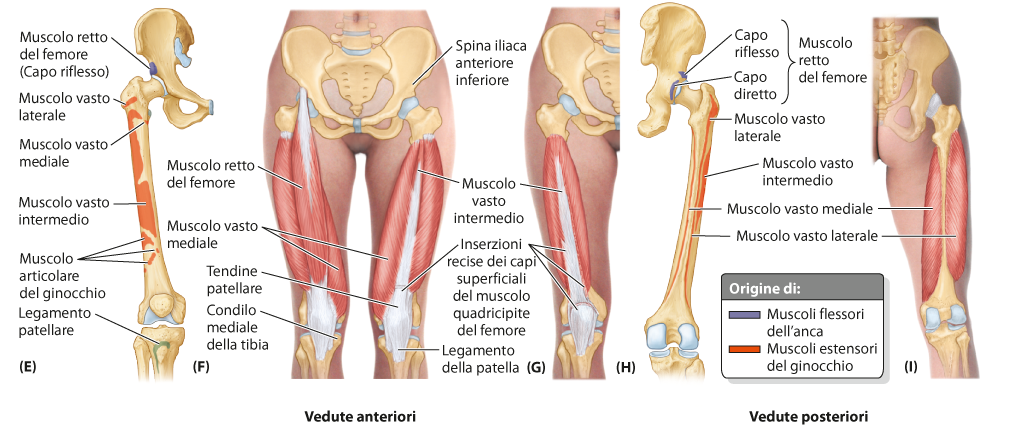 Muscolo retto
del femore
(Capo riflesso)
Muscolo vasto
laterale
Muscolo vasto
mediale
Muscolo vasto
intermedio
Muscolo
articolare
del ginocchio
Legamento
patellare
(E)
Spina iliaca
anteriore
inferiore
Muscolo retto
del femore
Muscolo vasto
mediale
Tendine
patellare
Condilo
mediale
della tibia
(F)
Muscolo
vasto
intermedio
Inserzioni
recise dei capi
superficiali
del muscolo
quadricipite
del femore
Legamento
della patella
(G)
Capo
riflesso
Capo
diretto
Muscolo
retto
del femore
Muscolo vasto
laterale
Muscolo vasto
intermedio
Muscolo vasto mediale
Muscolo vasto laterale
(H)
Origine di:
Muscoli flessori
dell'anca
Muscoli estensori
del ginocchio
(I)
Vedute anteriori
Vedute posteriori